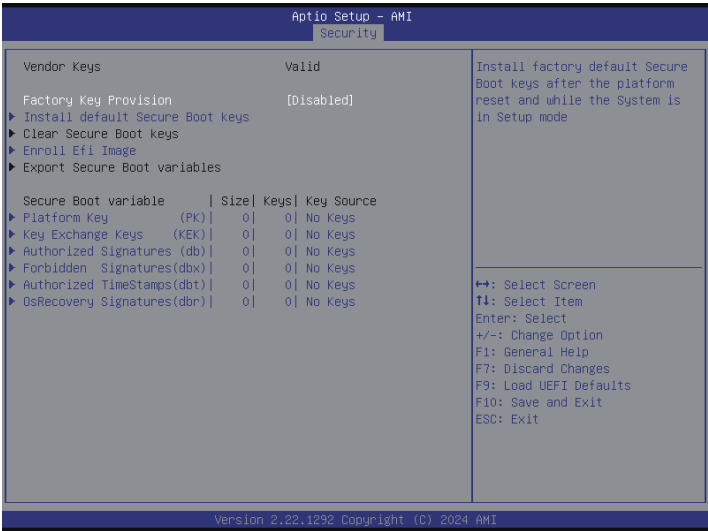 Aptio Setup – AMI
Security
Vendor Keys Valid
Factory Key Provision [Disabled]
Install default Secure Boot keys
Clear Secure Boot keys
Enroll Efi Image
Export Secure Boot variables
Secure Boot variable | Size| Keys| Key Source
Platform Key (PK)| 0| 0| No Keys
Key Exchange Keys (KEK)| 0| 0| No Keys
Authorized Signatures (db)| 0| 0| No Keys
Forbidden Signatures(dbx)| 0| 0| No Keys
Authorized TimeStamps(dbt)| 0| 0| No Keys
OsRecovery Signatures(dbr)| 0| 0| No Keys
Install factory default Secure
Boot keys after the platform
reset and while the System is
in Setup mode
↔: Select Screen
↑↓: Select Item
Enter: Select
+/-: Change Option
F1: General Help
F7: Discard Changes
F9: Load UEFI Defaults
F10: Save and Exit
ESC: Exit
Version 2.22.1292 Copyright (C) 2024 AMI